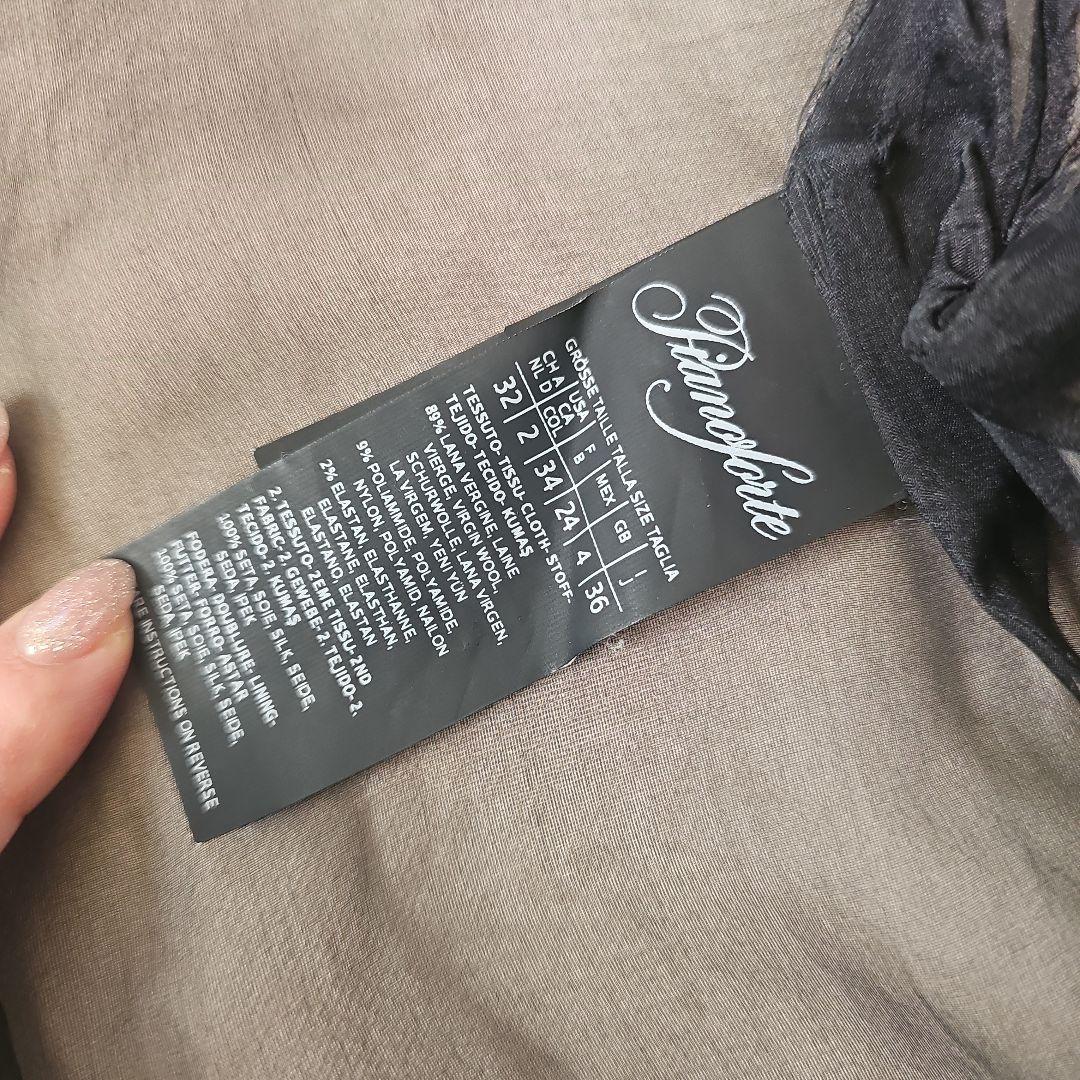 Pianoforte
GRÖSSE TAILLE TALLA SIZE TAGLIA
CH A | USA | F | MEX | GB | I
NL D | CA COL | B | J
32 | 2 | 34 | 24 | 4 | 36
TESSUTO- TISSU- CLOTH- STOFF-
TEJIDO- TECIDO- KUMAŞ
89% LANA VERGINE, LAINE
VIERGE, VIRGIN WOOL,
SCHURWOLLE, LANA VIRGEN,
LA VIRGEM, YENI YÜN
9% POLIAMMIDE, POLYAMIDE,
NYLON, POLYAMID, NAILON
2% ELASTAN, ELASTHANNE,
ELASTANE, ELASTHAN,
ELASTANO, ELASTAN
2. TESSUTO- 2ÈME TISSU- 2ND
FABRIC- 2. GEWEBE- 2. TEJIDO- 2.
TECIDO- 2. KUMAŞ
100% SETA, SOIE, SILK, SEIDE,
SEDA, IPEK
FODERA, DOUBLURE- LINING-
FUTTER- FORRO- ASTAR
100% SETA, SOIE, SILK, SEIDE,
SEDA, IPEK
ARE INSTRUCTIONS ON REVERSE